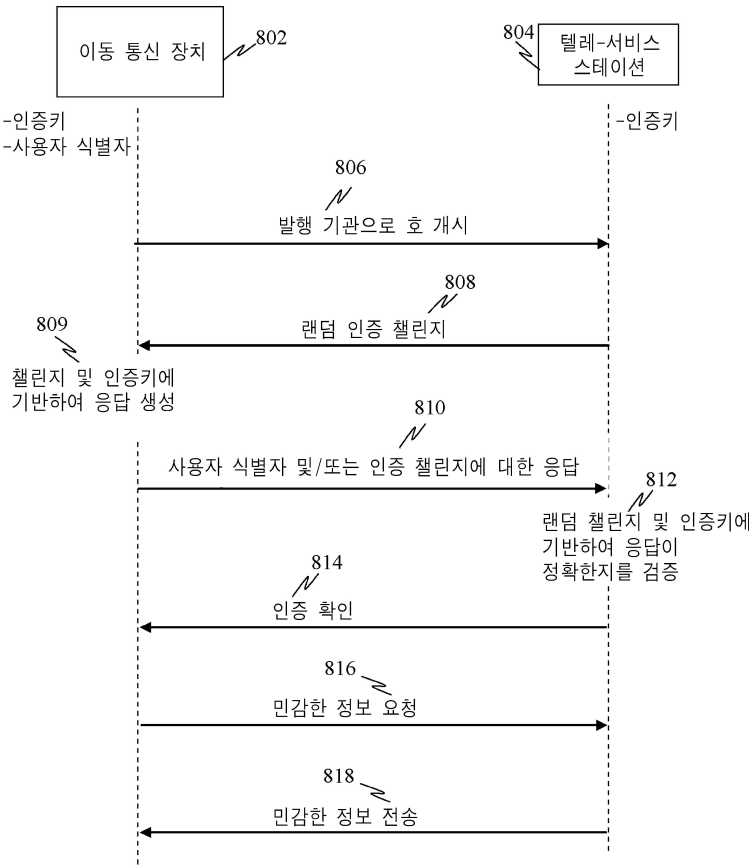 이동 통신 장치
802
804
텔레-서비스
스테이션
-인증키
-사용자 식별자
-인증키
806
발행 기관으로 호 개시
808
랜덤 인증 챌린지
809
챌린지 및 인증키에
기반하여 응답 생성
810
사용자 식별자 및/또는 인증 챌린지에 대한 응답
812
랜덤 챌린지 및 인증키에
기반하여 응답이
정확한지를 검증
814
인증 확인
816
민감한 정보 요청
818
민감한 정보 전송